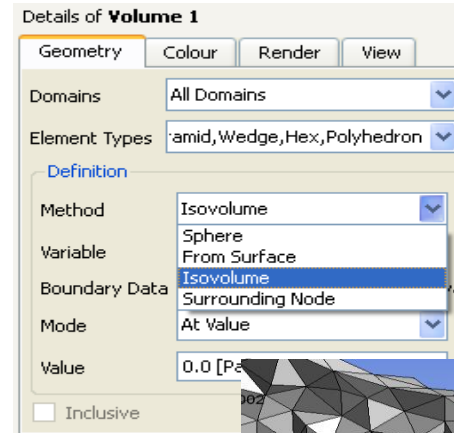 Details of Volume 1
Geometry Colour Render View
Domains All Domains
Element Types ramid,Wedge,Hex,Polyhedron
Definition
Method Isovolume
Sphere
From Surface
Isovolume
Surrounding Node
Variable
Boundary Data
Mode At Value
Value 0.0 [Pa
002
Inclusive